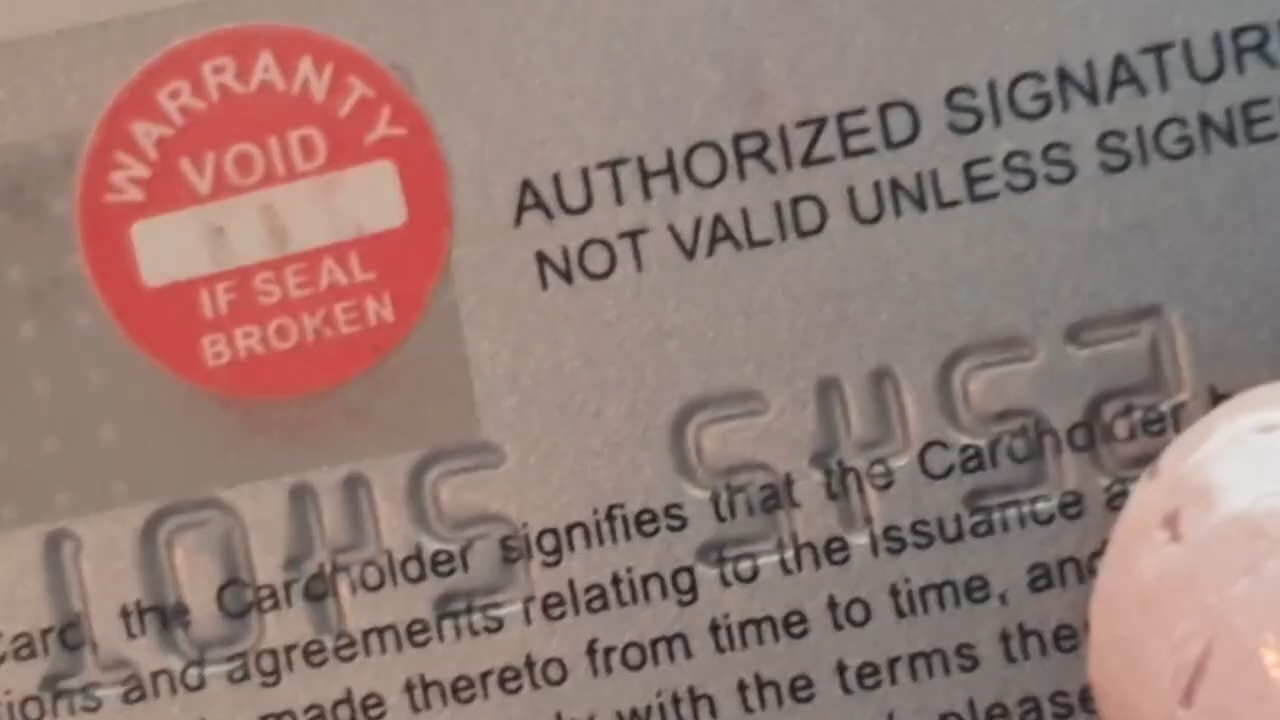 WARRANTY
VOID
IF SEAL
BROKEN
AUTHORIZED SIGNATUR
NOT VALID UNLESS SIGNE
card, the Cardholder signifies that the Cardholder
ions and agreements relating to the issuance a
made thereto from time to time, and
with the terms the
please